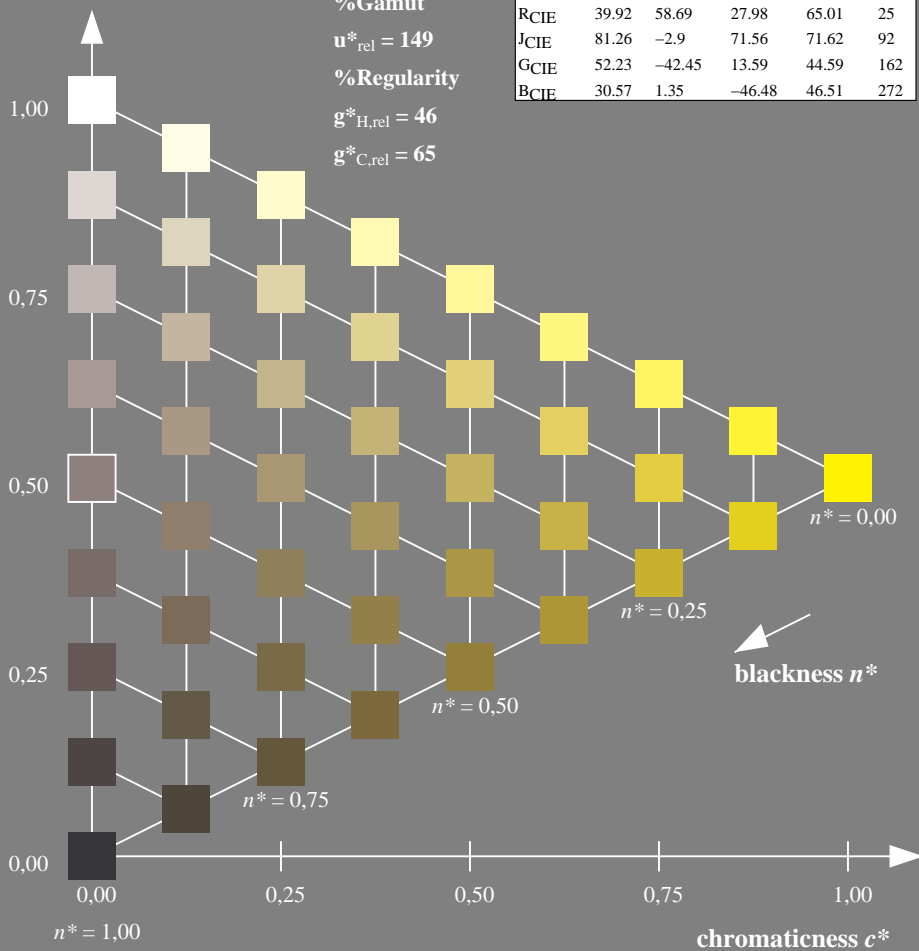 %Gamut
u*rel = 149
%Regularity
g*H,rel = 46
g*C,rel = 65
RCIE 39.92 58.69 27.98 65.01 25
JCIE 81.26 −2.9 71.56 71.62 92
GCIE 52.23 −42.45 13.59 44.59 162
BCIE 30.57 1.35 −46.48 46.51 272
1,00
0,75
0,50
0,25
0,00
n* = 0,00
n* = 0,25
blackness n*
n* = 0,50
n* = 0,75
0,00 0,25 0,50 0,75 1,00
n* = 1,00
chromaticness c*